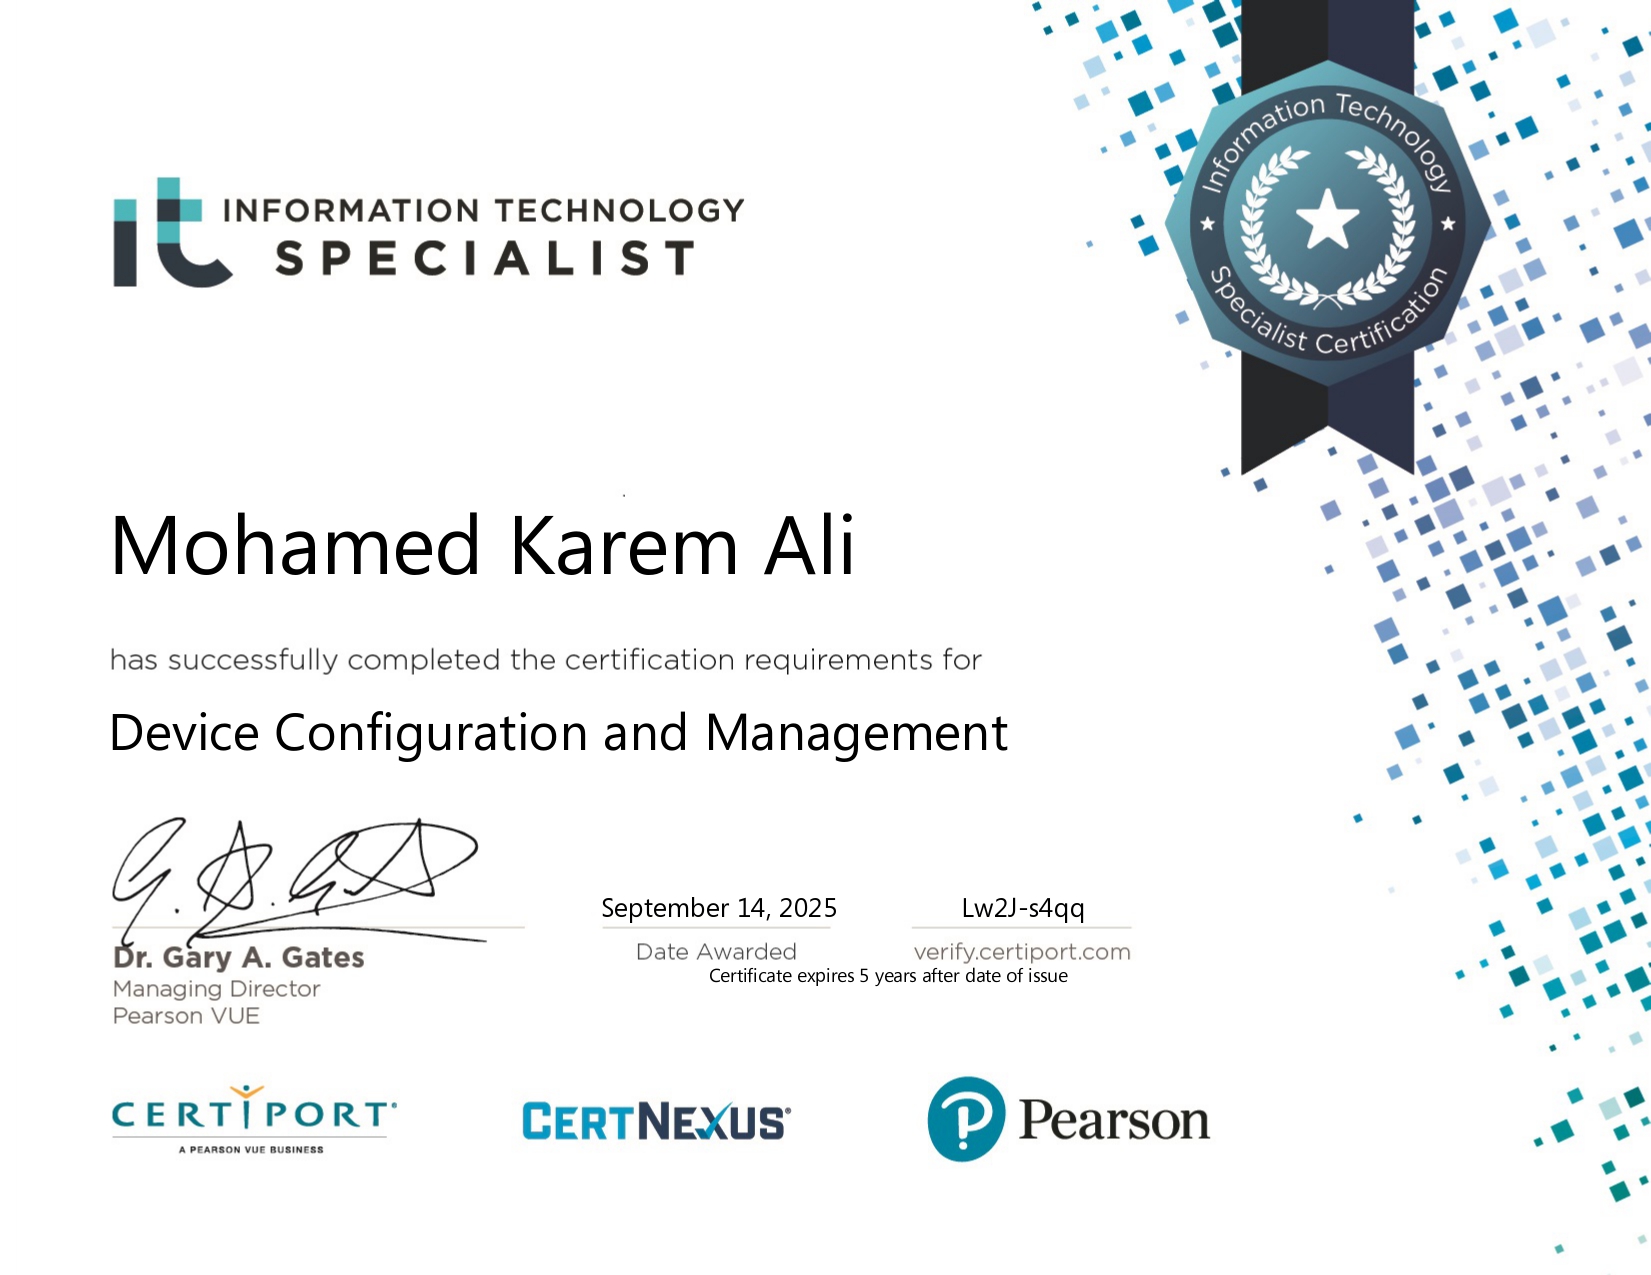 it INFORMATION TECHNOLOGY
SPECIALIST
Information Technology
Specialist Certification
Mohamed Karem Ali
has successfully completed the certification requirements for
Device Configuration and Management
September 14, 2025
Lw2J-s4qq
Dr. Gary A. Gates
Date Awarded
verify.certiport.com
Certificate expires 5 years after date of issue
Managing Director
Pearson VUE
CERTIPORT®
A PEARSON VUE BUSINESS
CERTNEXUS®
Pearson